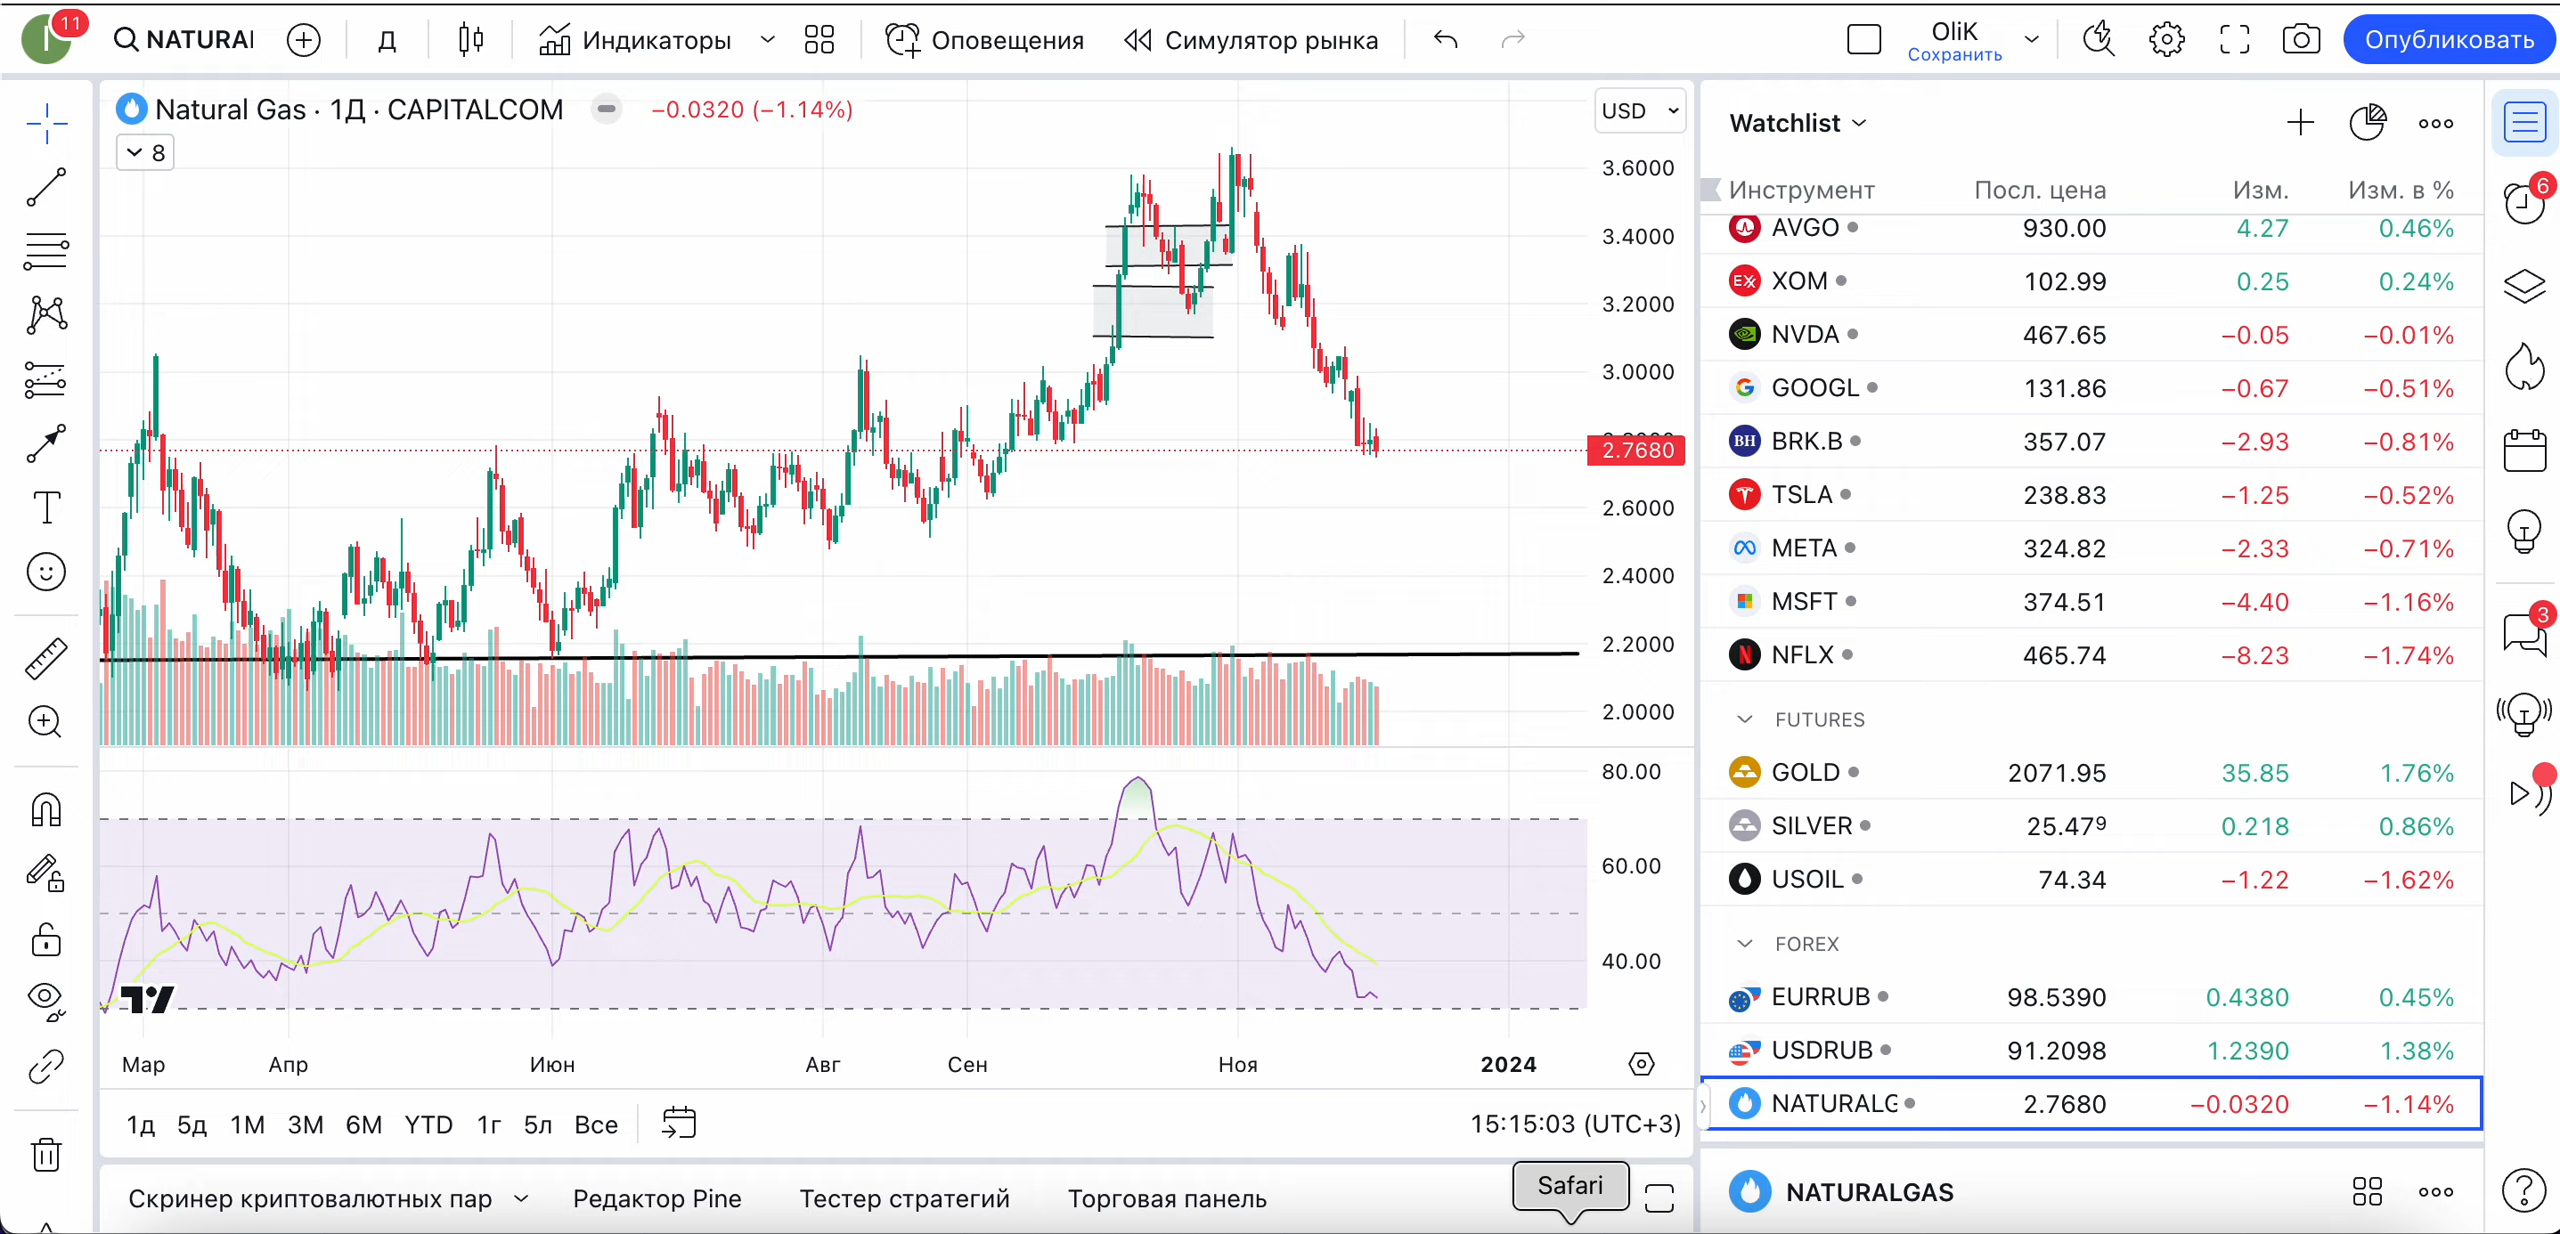 I 11 NATURAI Д Индикаторы Оповещения Симулятор рынка OliK Сохранить Опубликовать
Natural Gas · 1Д · CAPITALCOM −0.0320 (−1.14%) USD
8
3.6000
3.4000
3.2000
3.0000
2.7680
2.6000
2.4000
2.2000
2.0000
80.00
60.00
40.00
Мар Апр Июн Авг Сен Ноя 2024
1д 5д 1М 3М 6М YTD 1г 5л Все 15:15:03 (UTC+3)
Скринер криптовалютных пар Редактор Pine Тестер стратегий Торговая панель
Safari
Watchlist
Инструмент Посл. цена Изм. Изм. в %
AVGO 930.00 4.27 0.46%
XOM 102.99 0.25 0.24%
NVDA 467.65 −0.05 −0.01%
GOOGL 131.86 −0.67 −0.51%
BH BRK.B 357.07 −2.93 −0.81%
TSLA 238.83 −1.25 −0.52%
META 324.82 −2.33 −0.71%
MSFT 374.51 −4.40 −1.16%
NFLX 465.74 −8.23 −1.74%
FUTURES
GOLD 2071.95 35.85 1.76%
SILVER 25.47⁹ 0.218 0.86%
USOIL 74.34 −1.22 −1.62%
FOREX
EURRUB 98.5390 0.4380 0.45%
USDRUB 91.2098 1.2390 1.38%
NATURALG 2.7680 −0.0320 −1.14%
NATURALGAS
6
3